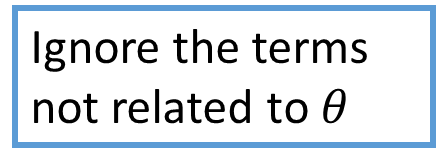 Ignore the terms
not related to θ